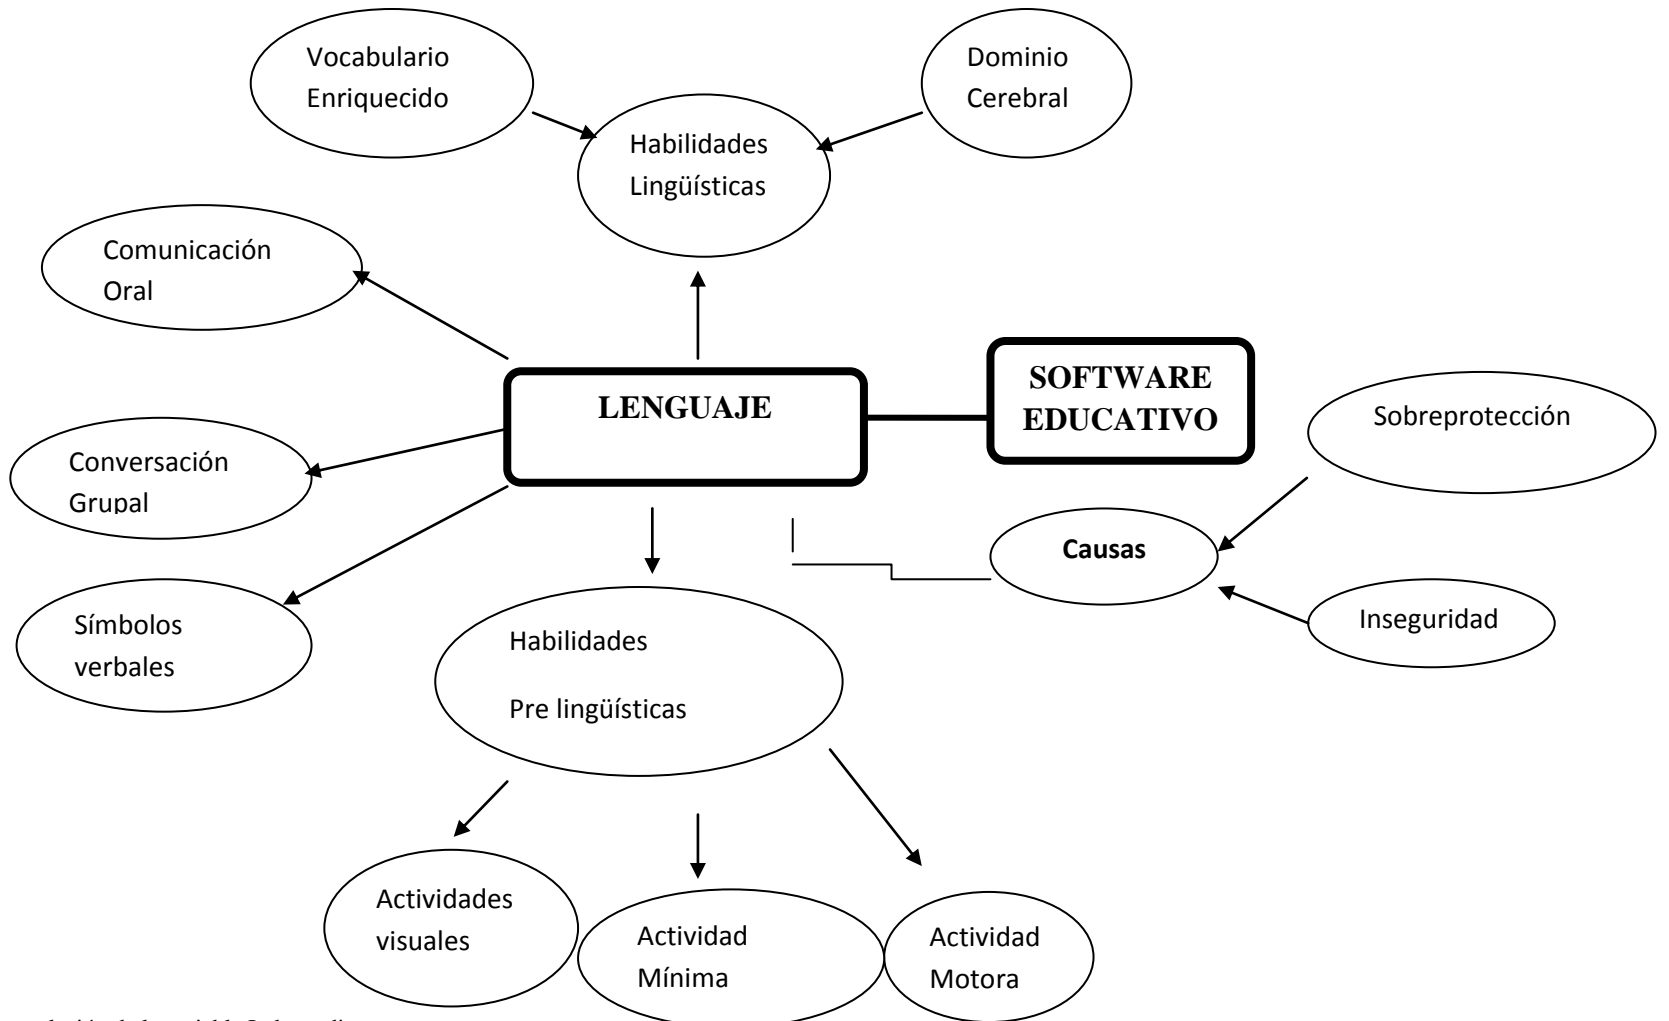 Vocabulario
Enriquecido
Dominio
Cerebral
Habilidades
Lingüísticas
Comunicación
Oral
LENGUAJE
SOFTWARE
EDUCATIVO
Sobreprotección
Conversación
Grupal
Causas
Inseguridad
Símbolos
verbales
Habilidades
Pre lingüísticas
Actividades
visuales
Actividad
Mínima
Actividad
Motora